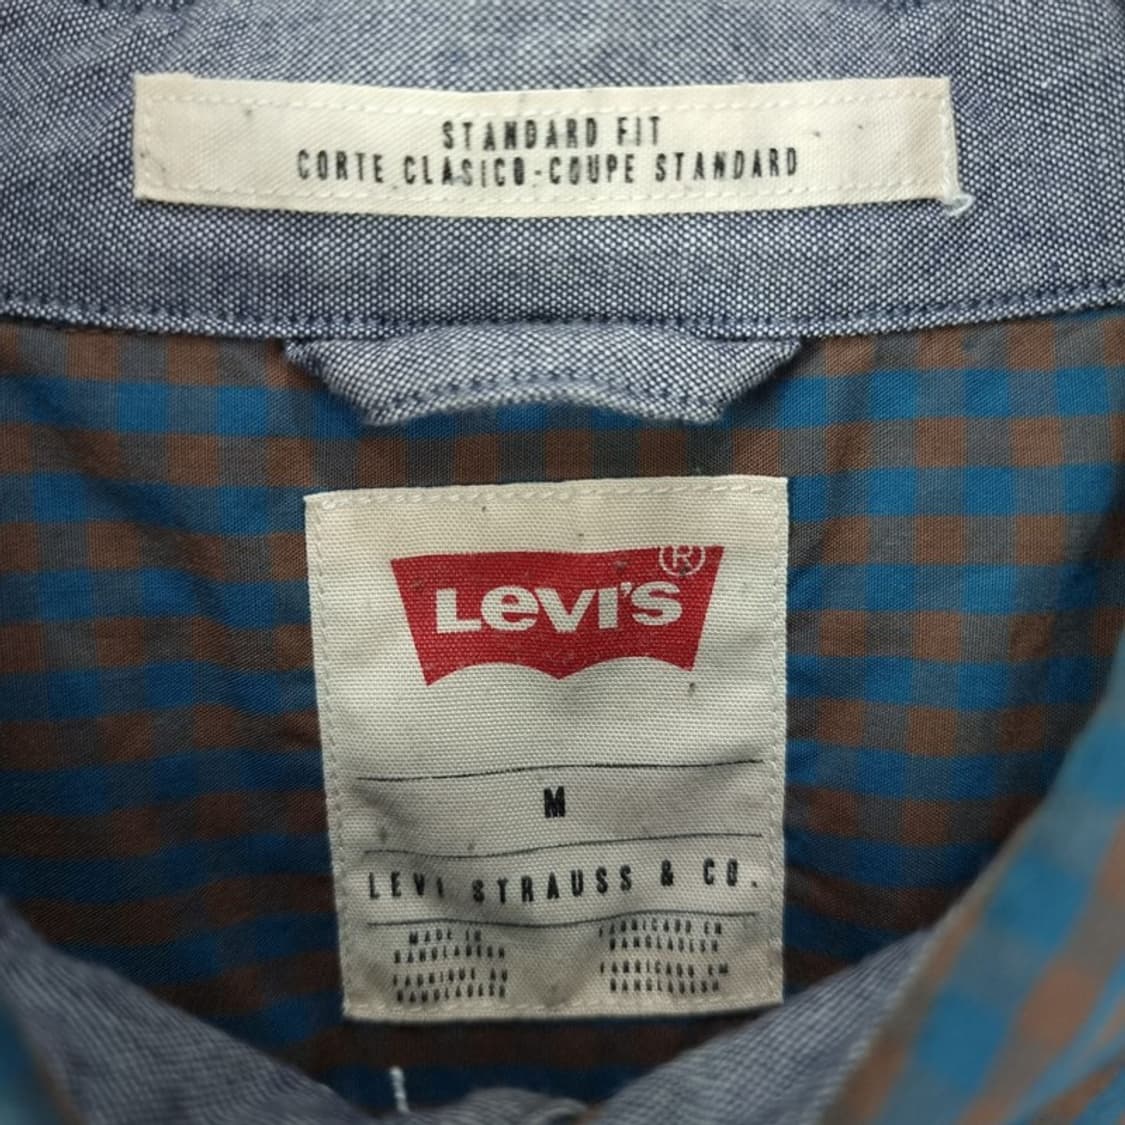 STANDARD FIT
CORTE CLASICO-COUPE STANDARD
Levi's®
M
LEVI STRAUSS & CO.
MADE IN
BANGLADESH
FABRIQUE AU
BANGLADESH
FABRICADO EN
BANGLADESH
FABRICADO EM
BANGLADESH